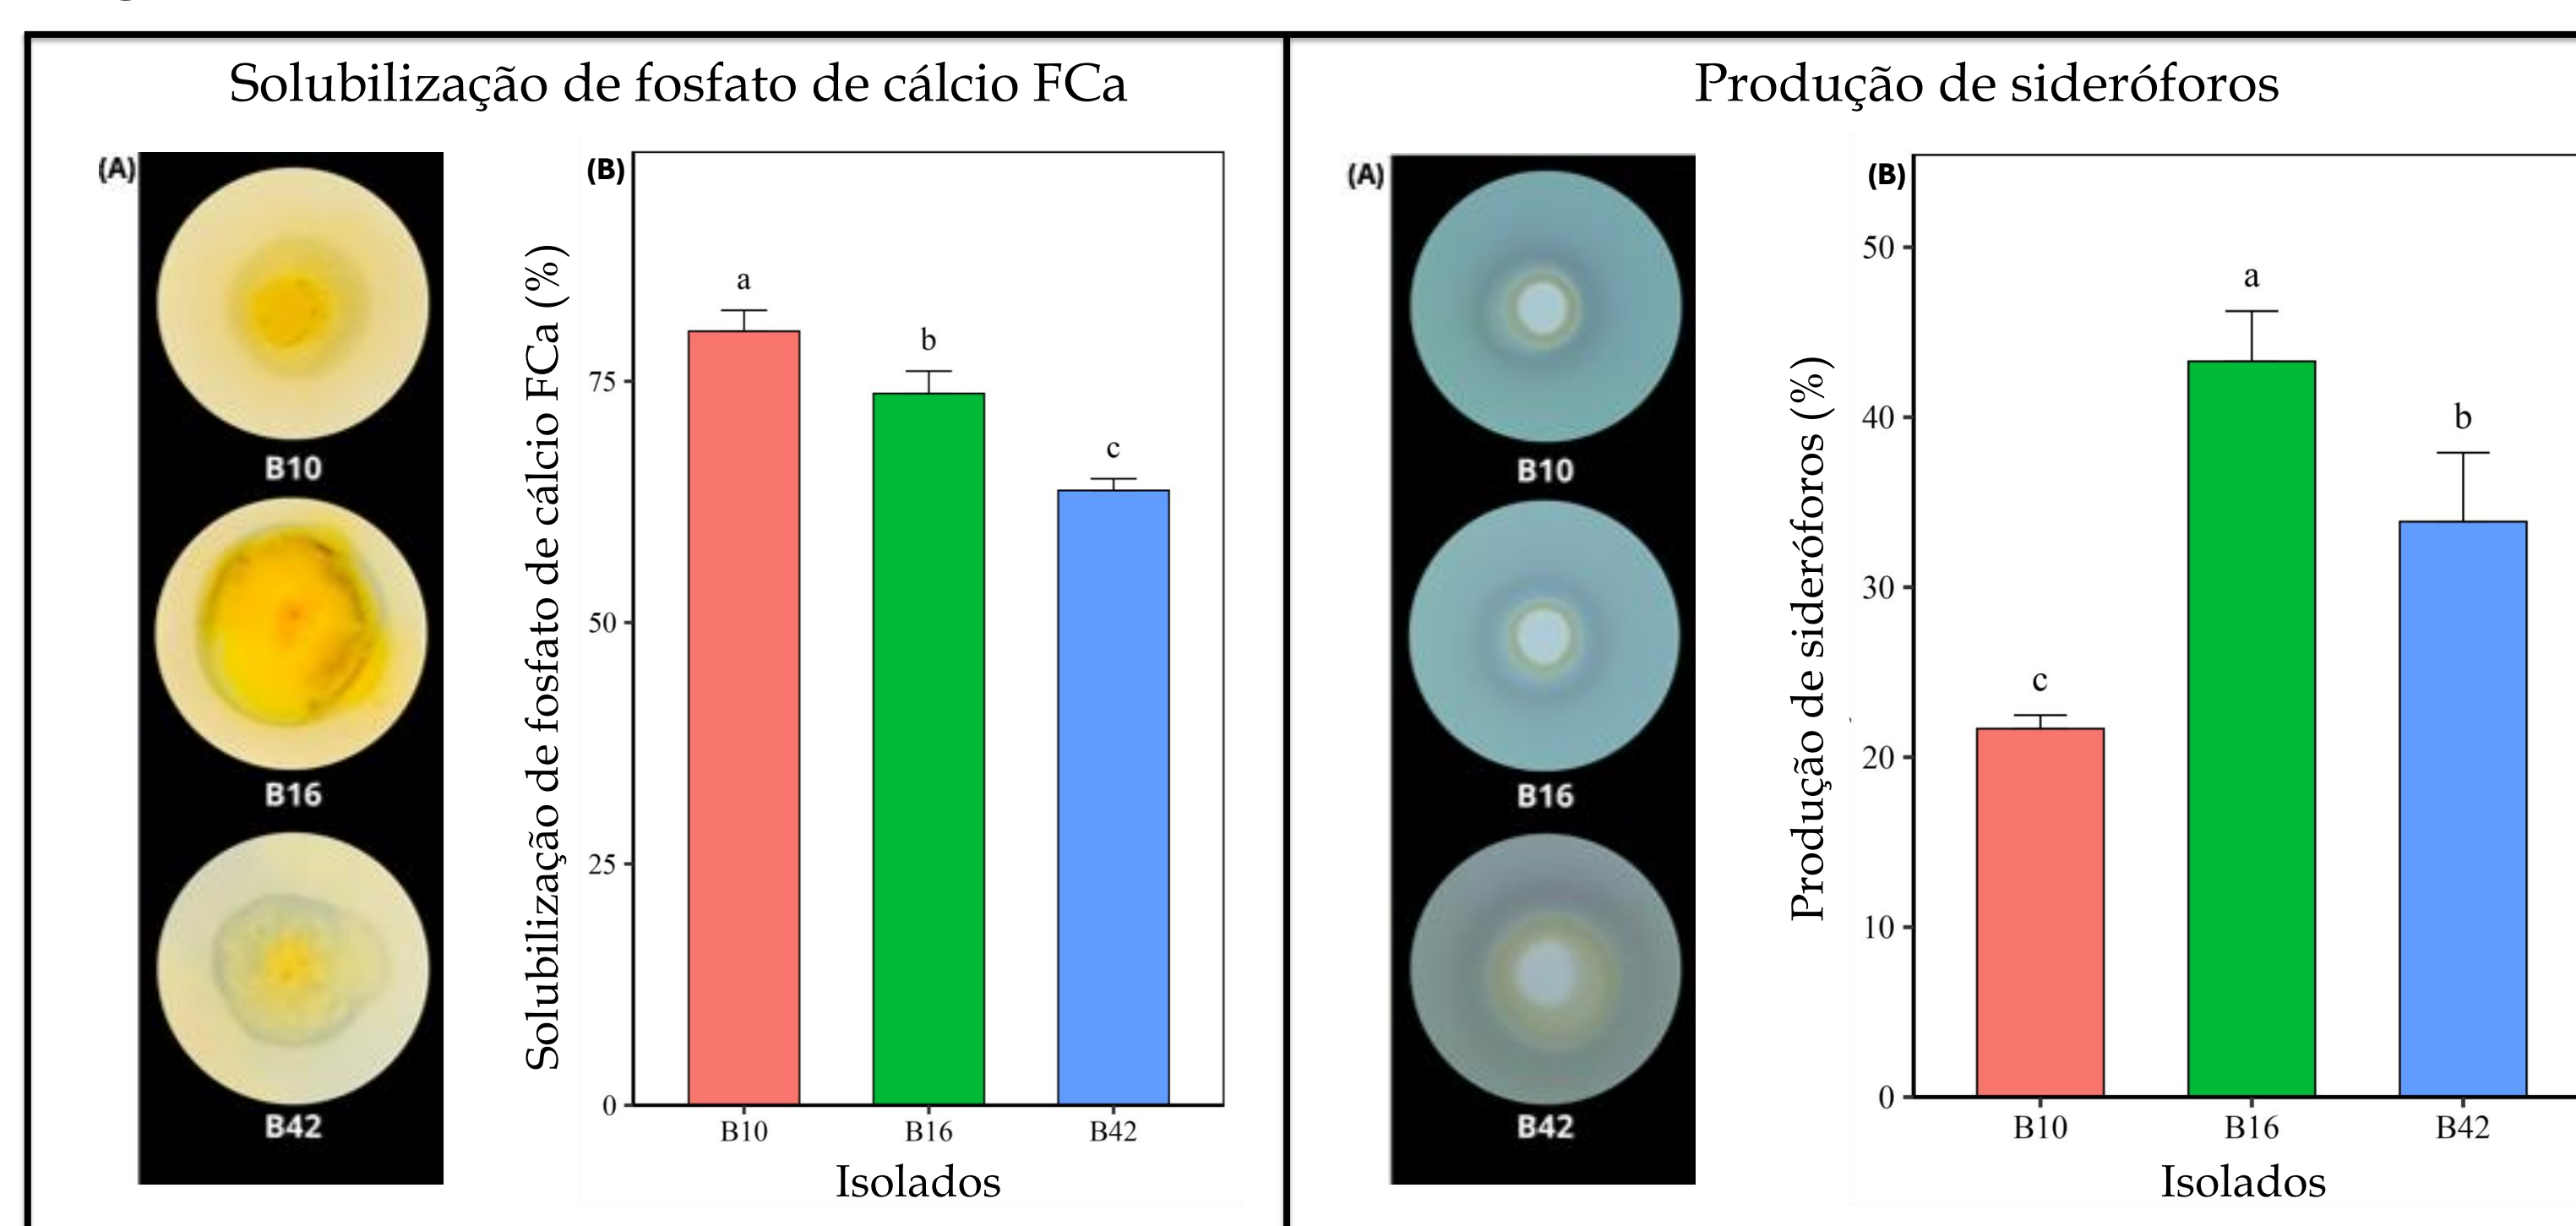 Solubilização de fosfato de cálcio FCa
(A)
B10
B16
B42
(B)
Solubilização de fosfato de cálcio FCa (%)
75
50
25
0
a
b
c
B10 B16 B42
Isolados
Produção de sideróforos
(A)
B10
B16
B42
(B)
Produção de sideróforos (%)
50
40
30
20
10
0
c
a
b
B10 B16 B42
Isolados